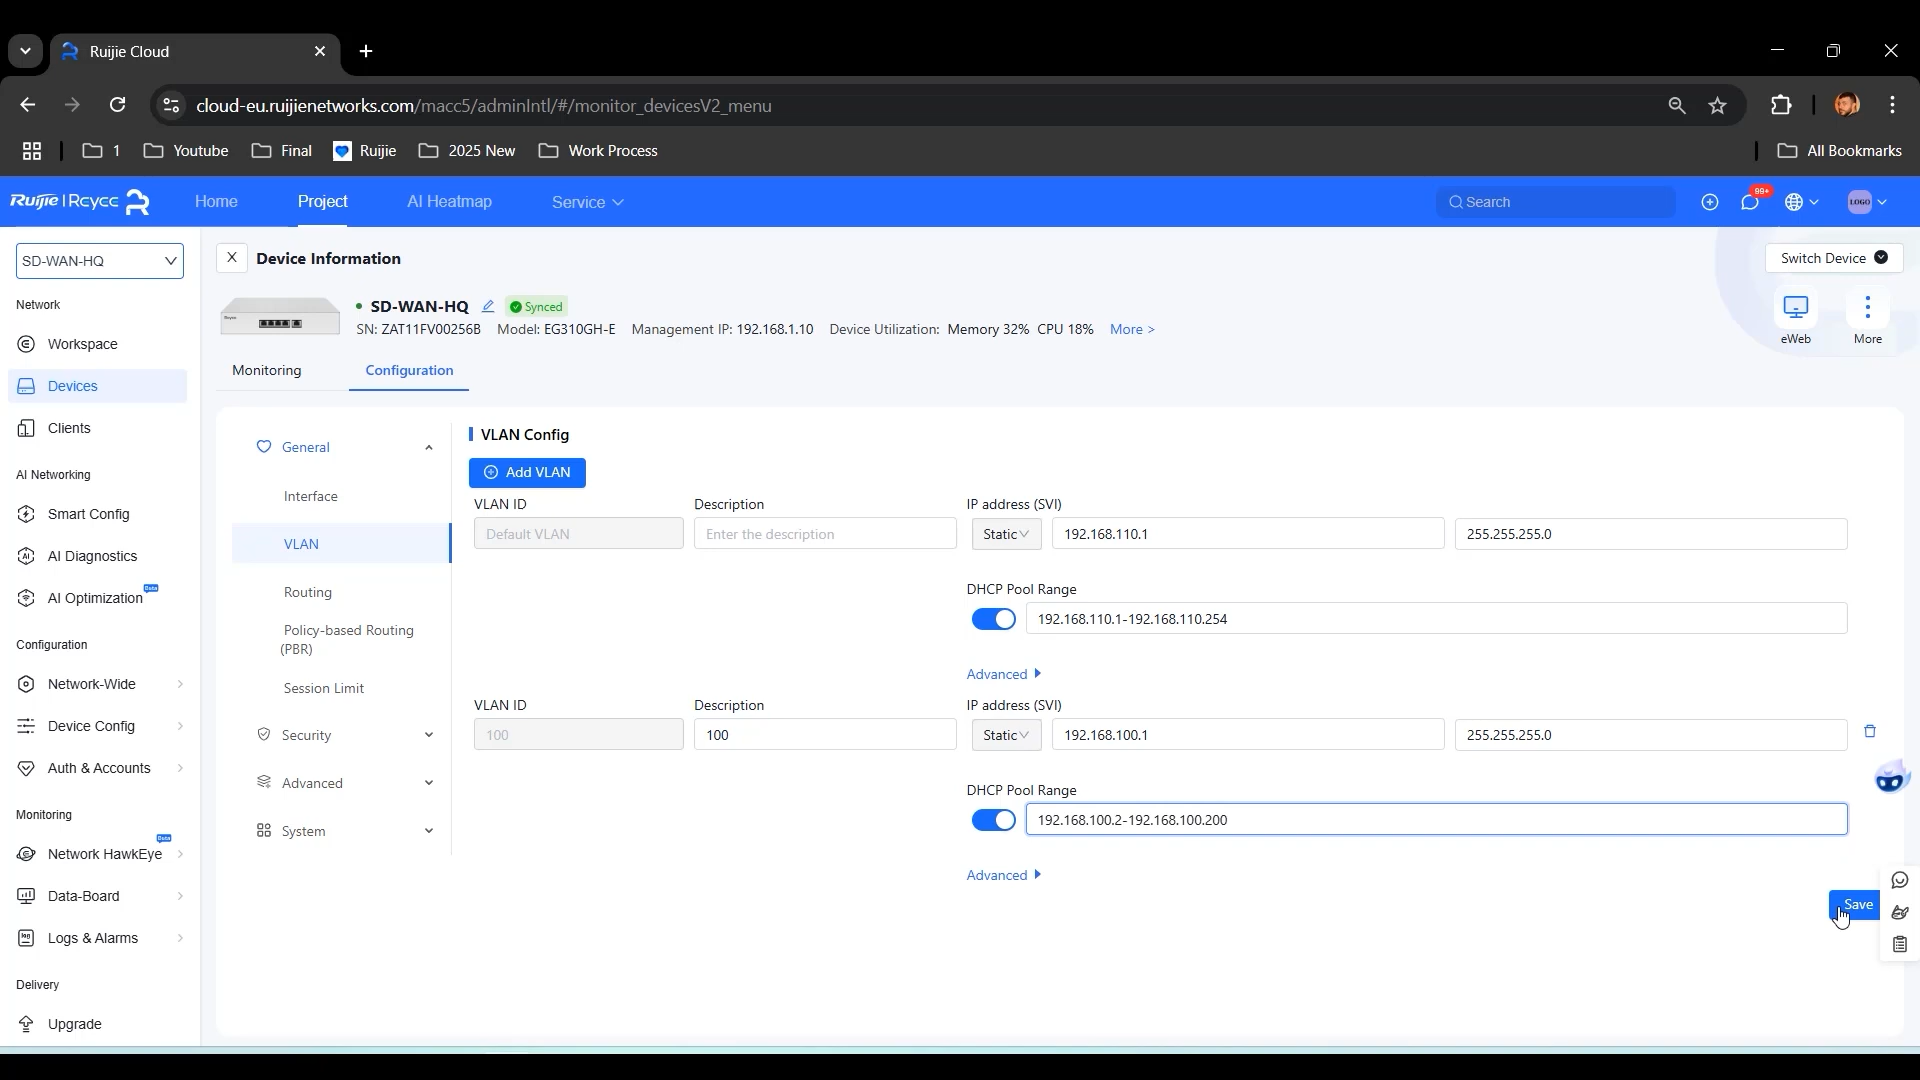 Ruijie Cloud
cloud-eu.ruijienetworks.com/macc5/adminIntl/#/monitor_devicesV2_menu
1
Youtube
Final
Ruijie
2025 New
Work Process
All Bookmarks
Ruijie | Rcycc
Home
Project
AI Heatmap
Service
Search
99+
LOGO
SD-WAN-HQ
Network
Workspace
Devices
Clients
AI Networking
Smart Config
AI Diagnostics
AI Optimization
Beta
Configuration
Network-Wide
Device Config
Auth & Accounts
Monitoring
Network HawkEye
Beta
Data-Board
Logs & Alarms
Delivery
Upgrade
X
Device Information
Switch Device
SD-WAN-HQ
Synced
SN: ZAT11FV00256B Model: EG310GH-E Management IP: 192.168.1.10 Device Utilization: Memory 32% CPU 18% More >
eWeb
More
Monitoring
Configuration
General
Interface
VLAN
Routing
Policy-based Routing
(PBR)
Session Limit
Security
Advanced
System
VLAN Config
Add VLAN
VLAN ID
Description
IP address (SVI)
Default VLAN
Enter the description
Static
192.168.110.1
255.255.255.0
DHCP Pool Range
192.168.110.1-192.168.110.254
Advanced
VLAN ID
Description
IP address (SVI)
100
100
Static
192.168.100.1
255.255.255.0
DHCP Pool Range
192.168.100.2-192.168.100.200
Advanced
Save